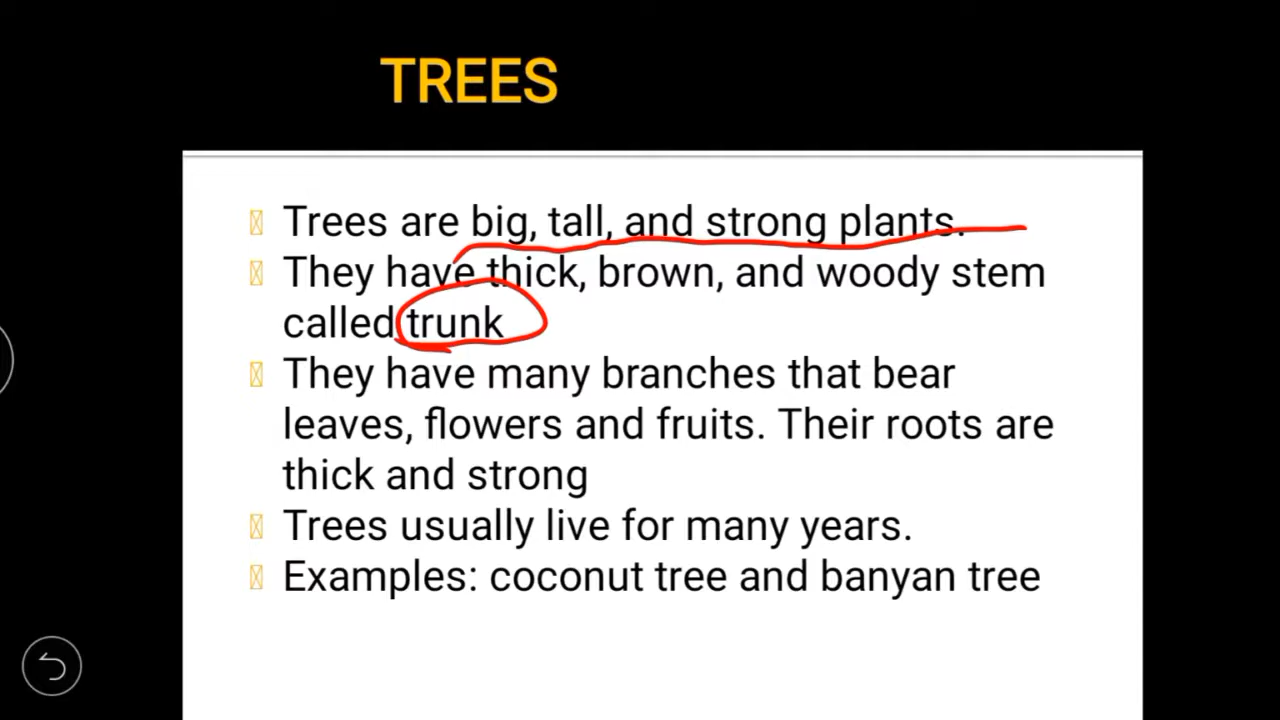 TREES
Trees are big, tall, and strong plants.
They have thick, brown, and woody stem
called trunk
They have many branches that bear
leaves, flowers and fruits. Their roots are
thick and strong
Trees usually live for many years.
Examples: coconut tree and banyan tree